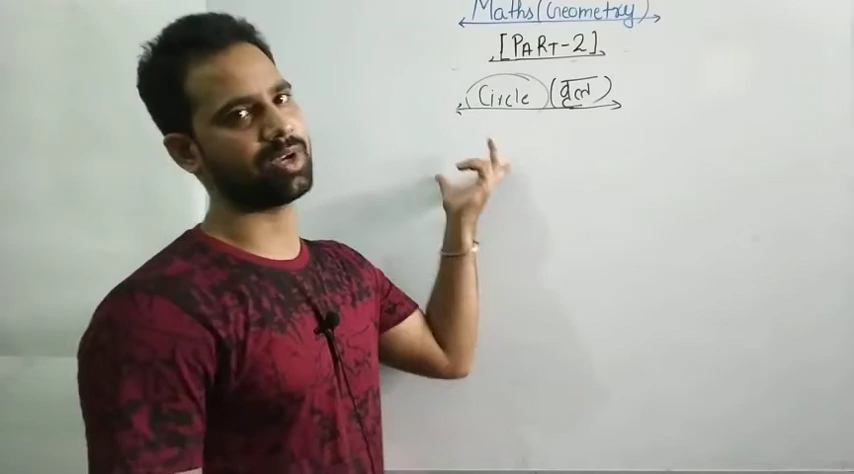 Maths(Geometry)
[PART-2]
Circle (वृत्त)